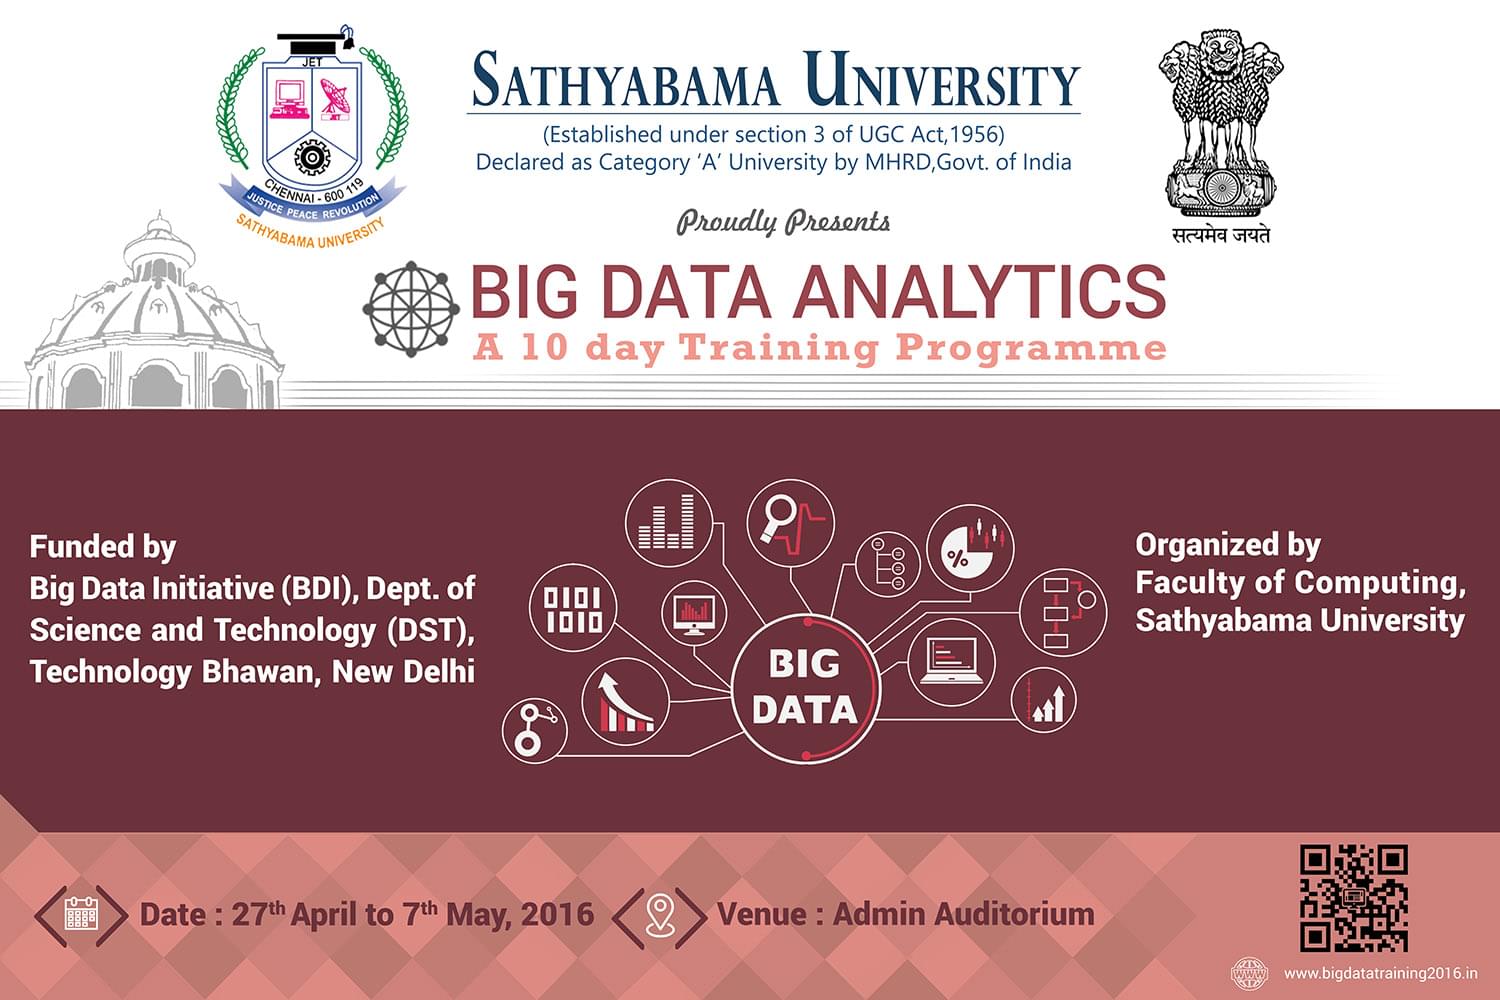 JET
JET
CHENNAI - 600 119
JUSTICE PEACE REVOLUTION
SATHYABAMA UNIVERSITY
SATHYABAMA UNIVERSITY
(Established under section 3 of UGC Act,1956)
Declared as Category ‘A’ University by MHRD,Govt. of India
सत्यमेव जयते
Proudly Presents
BIG DATA ANALYTICS
A 10 day Training Programme
Funded by
Big Data Initiative (BDI), Dept. of
Science and Technology (DST),
Technology Bhawan, New Delhi
0101
1010
%
BIG
DATA
Organized by
Faculty of Computing,
Sathyabama University
Date : 27th April to 7th May, 2016
Venue : Admin Auditorium
WWW
www.bigdatatraining2016.in